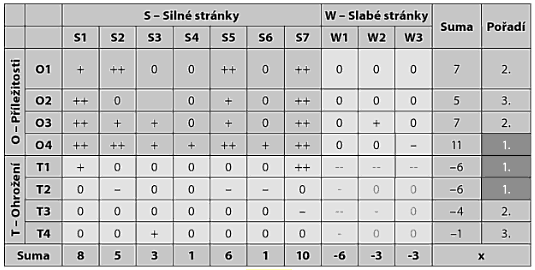 S – Silné stránky W – Slabé stránky Suma Pořadí
S1 S2 S3 S4 S5 S6 S7 W1 W2 W3
O – Příležitosti
O1 + ++ 0 0 ++ 0 ++ 0 0 0 7 2.
O2 ++ 0 0 + 0 ++ 0 0 0 5 3.
O3 ++ + + 0 + 0 ++ 0 + 0 7 2.
O4 ++ ++ + + ++ + ++ 0 0 – 11 1.
T – Ohrožení
T1 + 0 0 0 0 0 ++ -- -- -- –6 1.
T2 0 – 0 0 – – 0 - 0 0 –6 1.
T3 0 0 0 0 0 0 – -- - 0 –4 2.
T4 0 0 + 0 0 0 0 - 0 0 –1 3.
Suma 8 5 3 1 6 1 10 -6 -3 -3 x